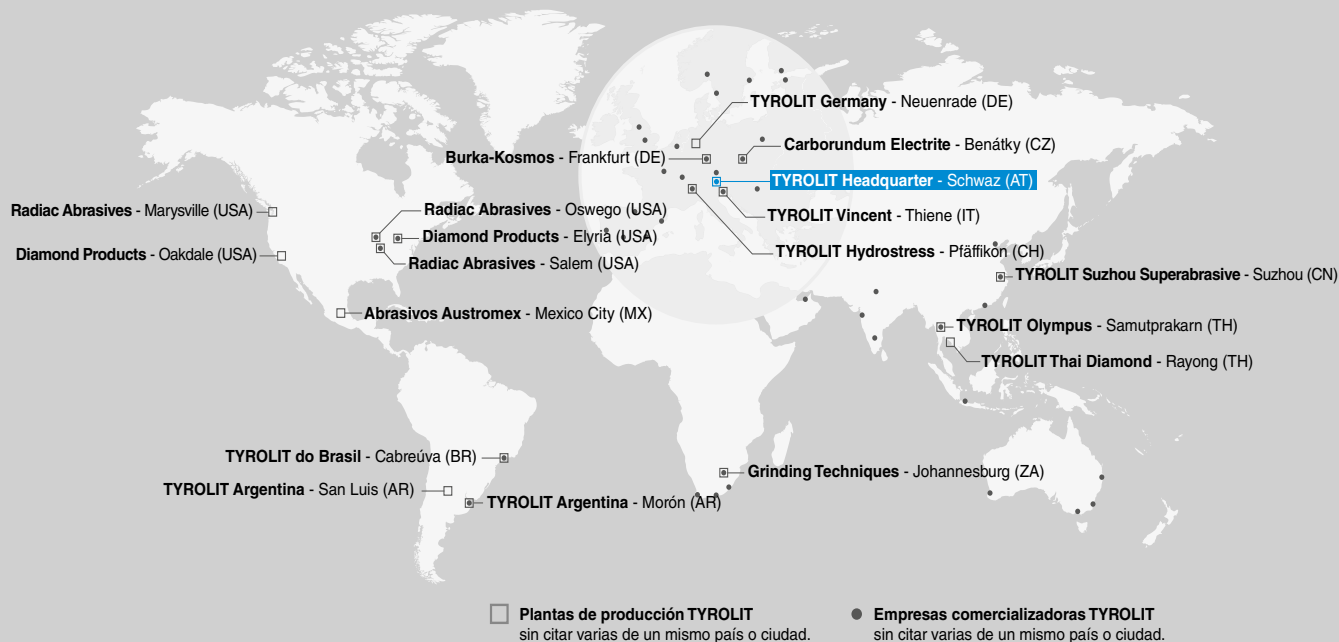 TYROLIT Germany - Neuenrade (DE)
Carborundum Electrite - Benátky (CZ)
Burka-Kosmos - Frankfurt (DE)
TYROLIT Headquarter - Schwaz (AT)
Radiac Abrasives - Marysville (USA)
Radiac Abrasives - Oswego (USA)
TYROLIT Vincent - Thiene (IT)
Diamond Products - Elyria (USA)
Diamond Products - Oakdale (USA)
TYROLIT Hydrostress - Pfäffikon (CH)
Radiac Abrasives - Salem (USA)
TYROLIT Suzhou Superabrasive - Suzhou (CN)
Abrasivos Austromex - Mexico City (MX)
TYROLIT Olympus - Samutprakarn (TH)
TYROLIT Thai Diamond - Rayong (TH)
TYROLIT do Brasil - Cabreúva (BR)
Grinding Techniques - Johannesburg (ZA)
TYROLIT Argentina - San Luis (AR)
TYROLIT Argentina - Morón (AR)
Plantas de producción TYROLIT
sin citar varias de un mismo país o ciudad.
Empresas comercializadoras TYROLIT
sin citar varias de un mismo país o ciudad.